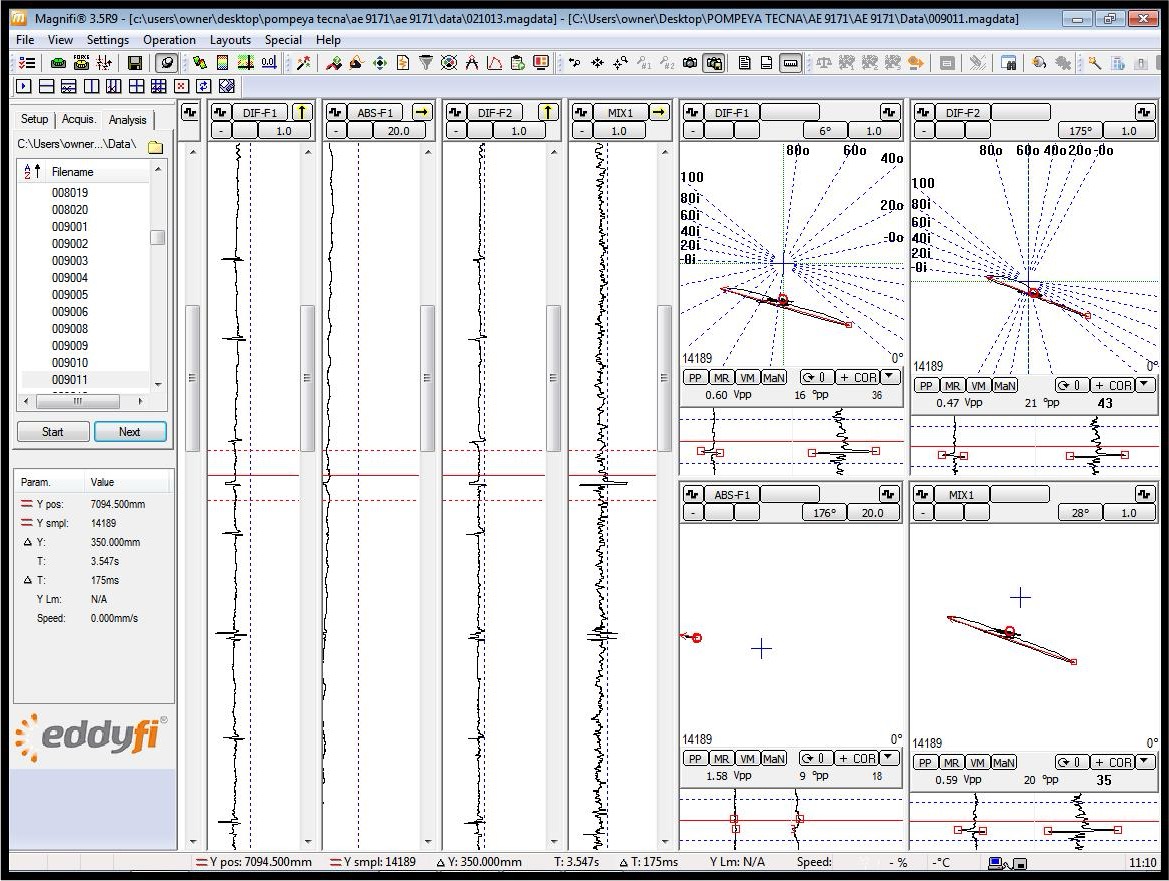 Magnifi® 3.5R9 - [c:\users\owner\desktop\pompeya tecna\ae 9171\ae 9171\data\021013.magdata] - [C:\Users\owner\Desktop\POMPEYA TECNA\AE 9171\AE 9171\Data\009011.magdata]
File View Settings Operation Layouts Special Help
Setup Acquis. Analysis
C:\Users\owner...\Data\
Filename
008019
008020
009001
009002
009003
009004
009005
009006
009008
009009
009010
009011
Start Next
Param. Value
Y pos: 7094.500mm
Y smpl: 14189
Δ Y: 350.000mm
T: 3.547s
Δ T: 175ms
Y Lm: N/A
Speed: 0.000mm/s
eddyfi®
DIF-F1
- 1.0
ABS-F1
- 20.0
DIF-F2
- 1.0
MIX1
- 1.0
DIF-F1
- 6° 1.0
80o 60o 40o
100
80i
60i 20o
40i
20i -0o
-0i
14189 0°
PP MR VM MaN 0 + COR
0.60 Vpp 16 °pp 36
DIF-F2
- 175° 1.0
80o 60o 40o 20o -0o
100
80i
60i
40i
20i
-0i
14189 0°
PP MR VM MaN 0 + COR
0.47 Vpp 21 °pp 43
ABS-F1
- 176° 20.0
14189 0°
PP MR VM MaN 0 + COR
1.58 Vpp 9 °pp 18
MIX1
- 28° 1.0
14189 0°
PP MR VM MaN 0 + COR
0.59 Vpp 20 °pp 35
Y pos: 7094.500mm Y smpl: 14189 Δ Y: 350.000mm T: 3.547s Δ T: 175ms Y Lm: N/A Speed: - % -°C 11:10